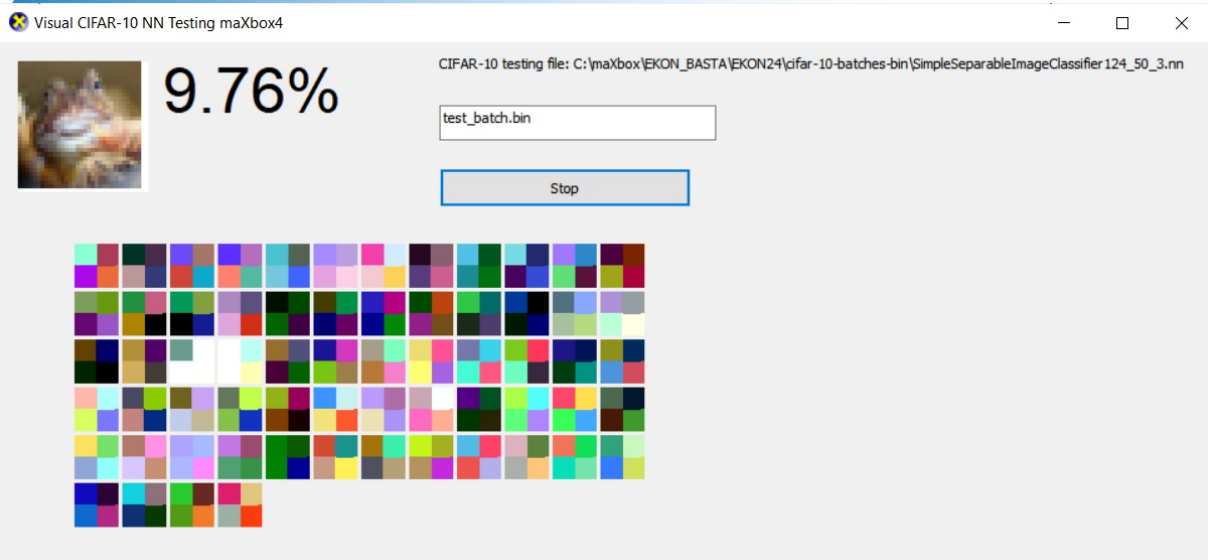 Visual CIFAR-10 NN Testing maXbox4
9.76%
CIFAR-10 testing file: C:\maXbox\EKON_BASTA\EKON24\cifar-10-batches-bin\SimpleSeparableImageClassifier124_50_3.nn
test_batch.bin
Stop